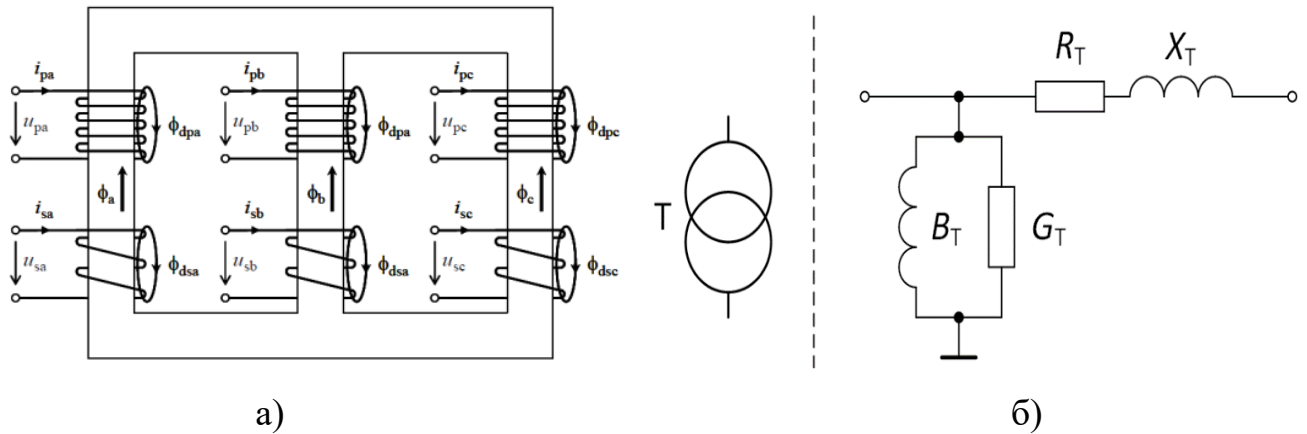 i_pa i_pb i_pc
u_pa ϕ_dpa u_pb ϕ_dpa u_pc ϕ_dpc
ϕ_a ϕ_b ϕ_c
i_sa i_sb i_sc
u_sa ϕ_dsa u_sb ϕ_dsa u_sc ϕ_dsc
T
R_T X_T
B_T G_T
а) б)